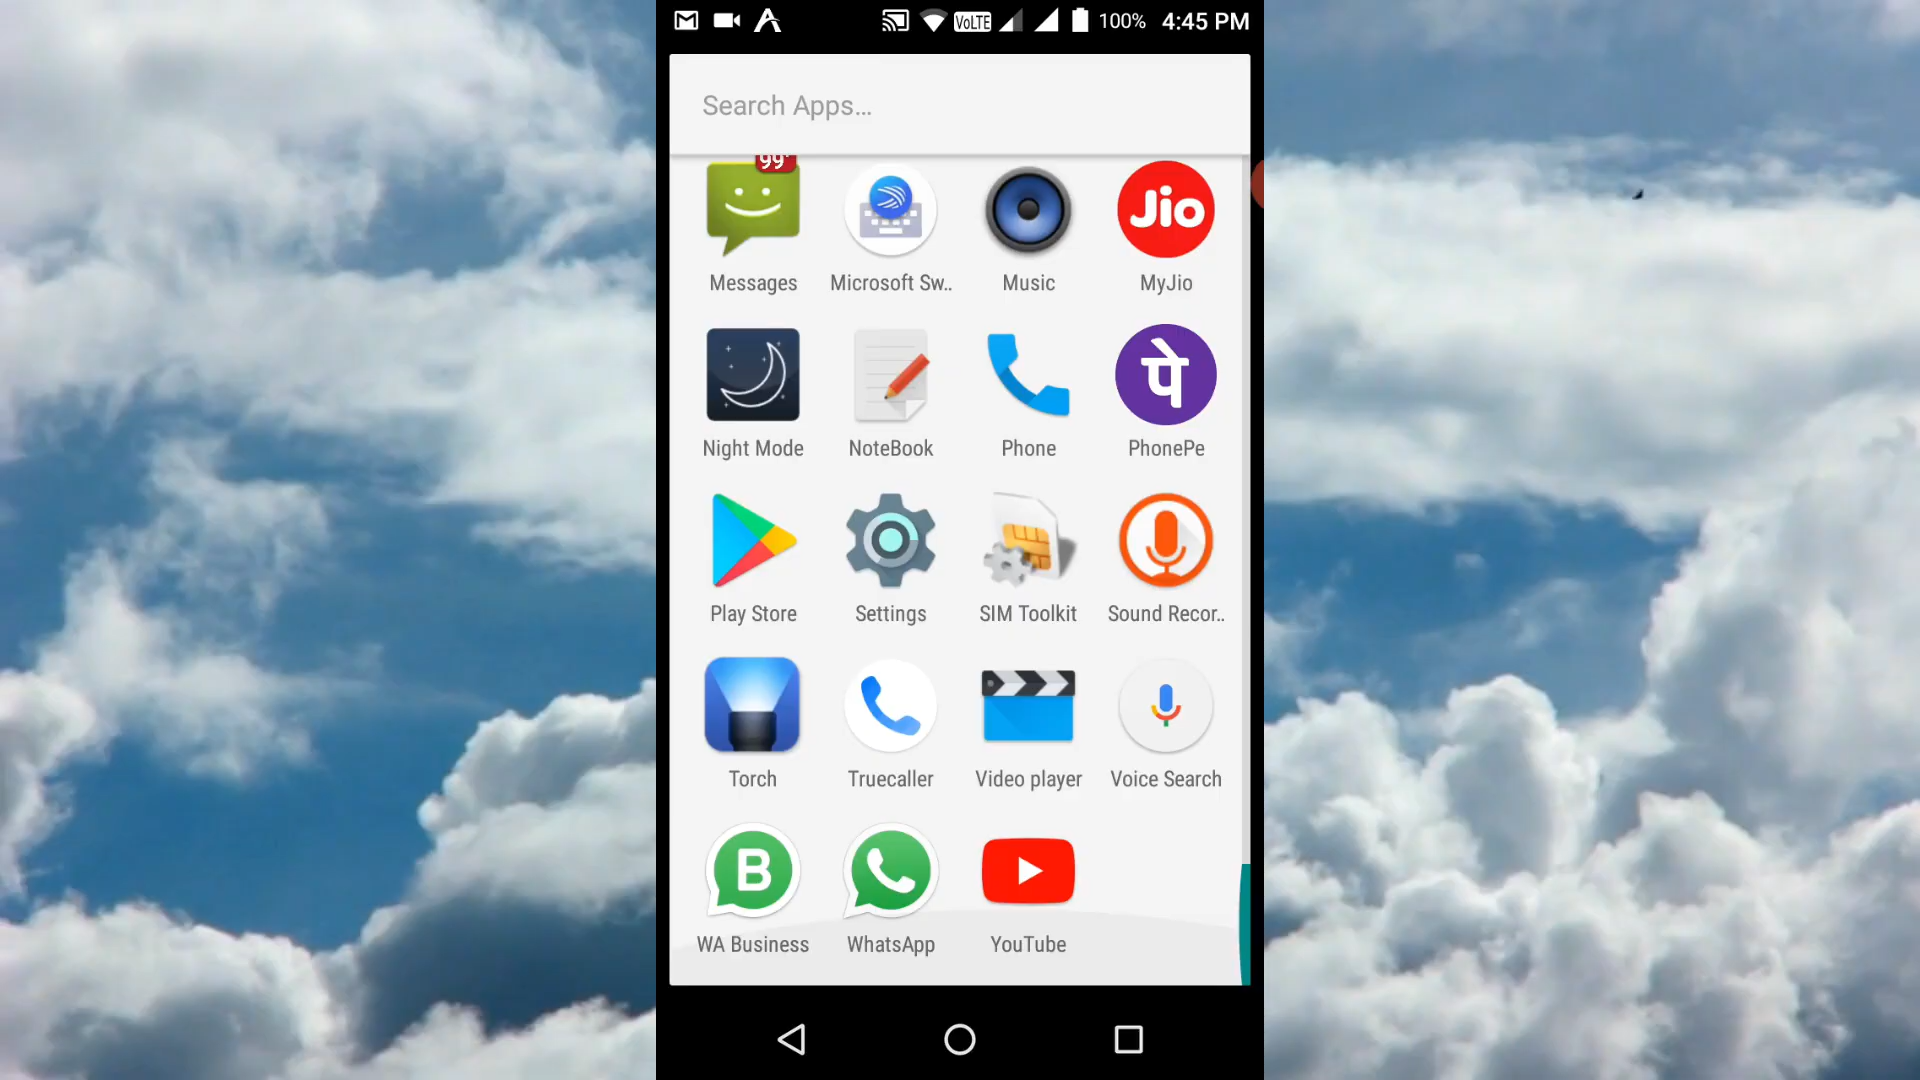 VoLTE 100% 4:45 PM
Search Apps...
99+
Jio
Messages Microsoft Sw.. Music MyJio
पे
Night Mode NoteBook Phone PhonePe
Play Store Settings SIM Toolkit Sound Recor..
Torch Truecaller Video player Voice Search
B
WA Business WhatsApp YouTube